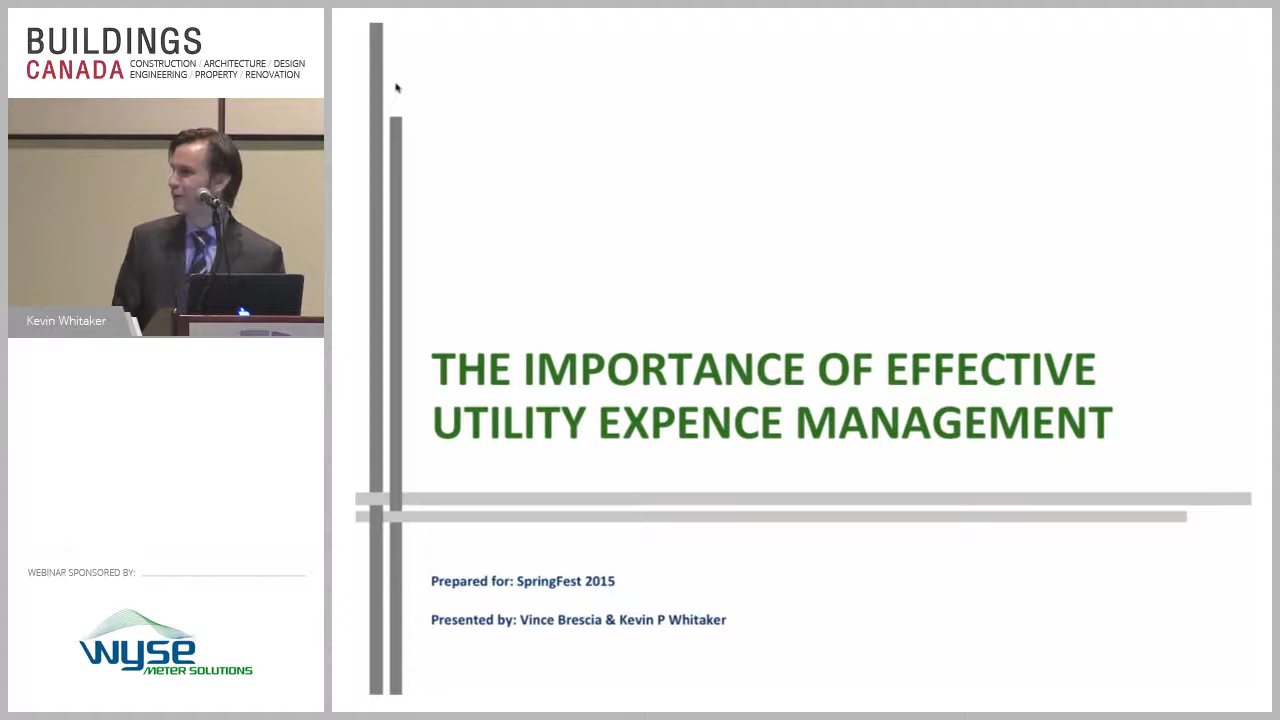 BUILDINGS
CANADA CONSTRUCTION / ARCHITECTURE / DESIGN
ENGINEERING / PROPERTY / RENOVATION
Kevin Whitaker
WEBINAR SPONSORED BY:
wyse
METER SOLUTIONS
THE IMPORTANCE OF EFFECTIVE
UTILITY EXPENCE MANAGEMENT
Prepared for: SpringFest 2015
Presented by: Vince Brescia & Kevin P Whitaker